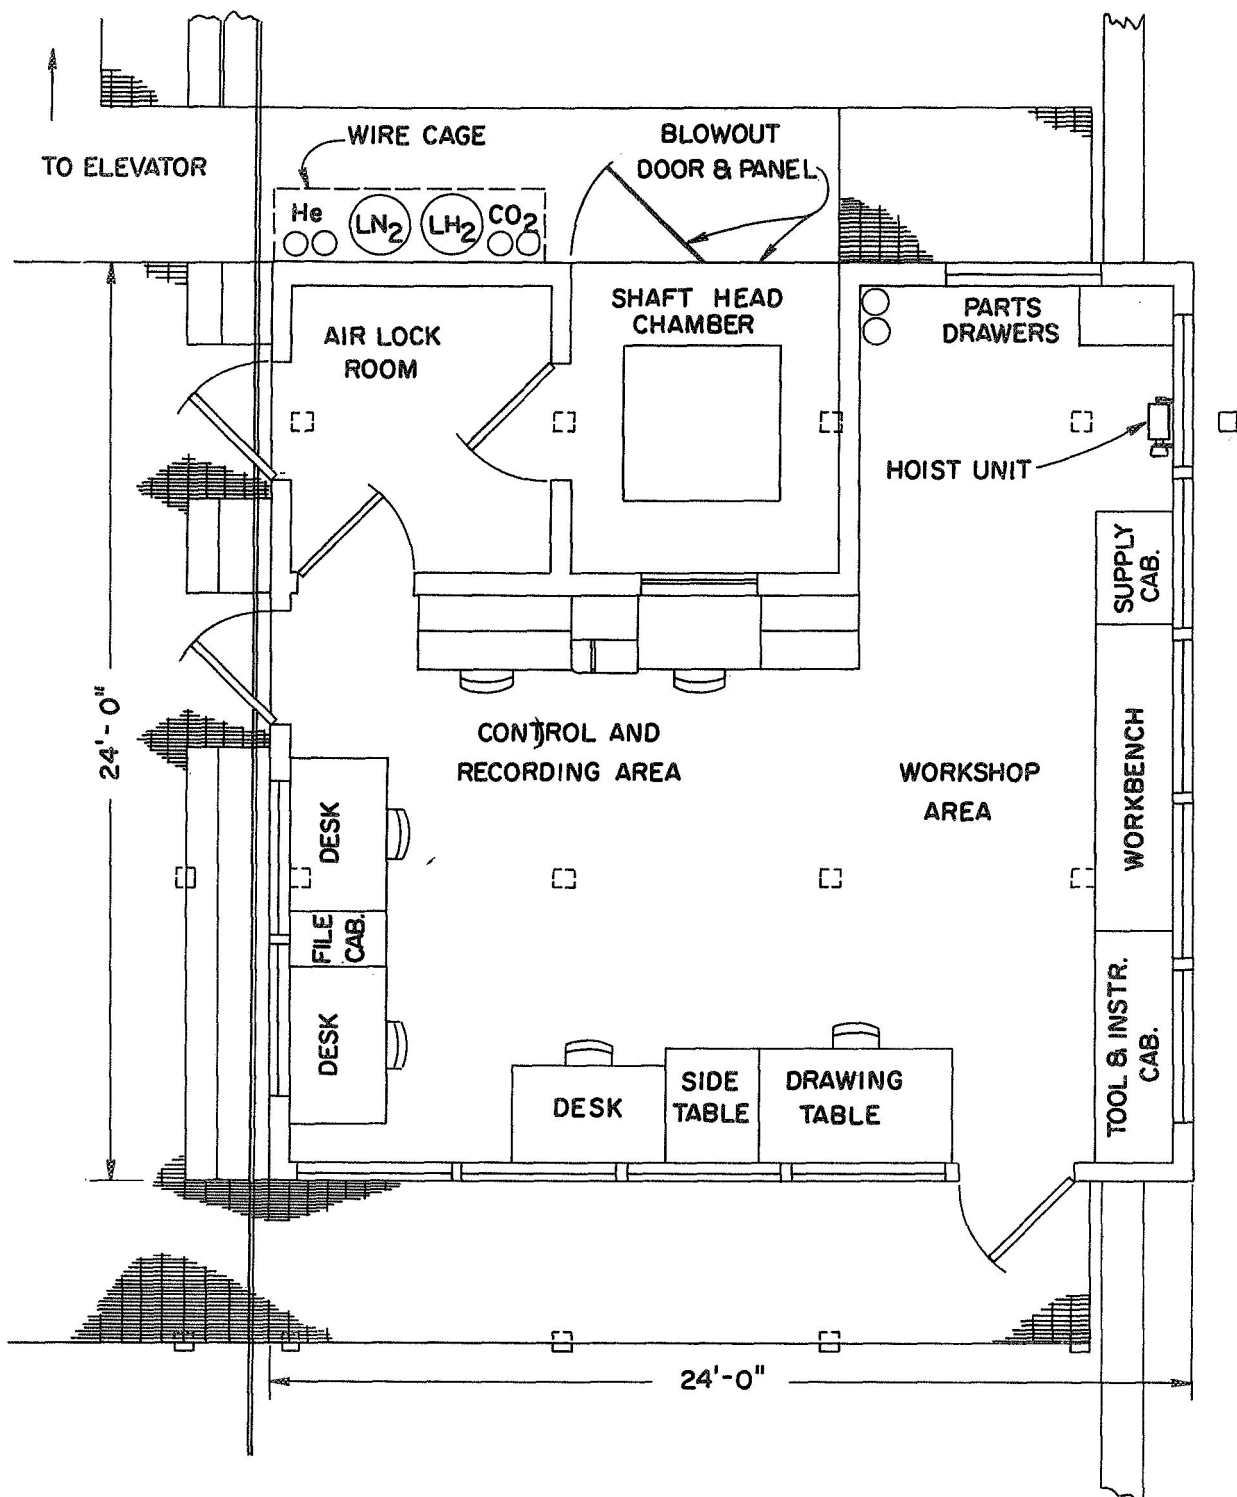 WIRE CAGE
BLOWOUT
DOOR & PANEL
TO ELEVATOR
He
LN2
LH2
CO2
SHAFT HEAD
CHAMBER
PARTS
DRAWERS
AIR LOCK
ROOM
HOIST UNIT
SUPPLY
CAB.
24'-0"
CONTROL AND
RECORDING AREA
WORKSHOP
AREA
WORKBENCH
DESK
FILE
CAB.
DESK
TOOL & INSTR.
CAB.
DESK
SIDE
TABLE
DRAWING
TABLE
24'-0"